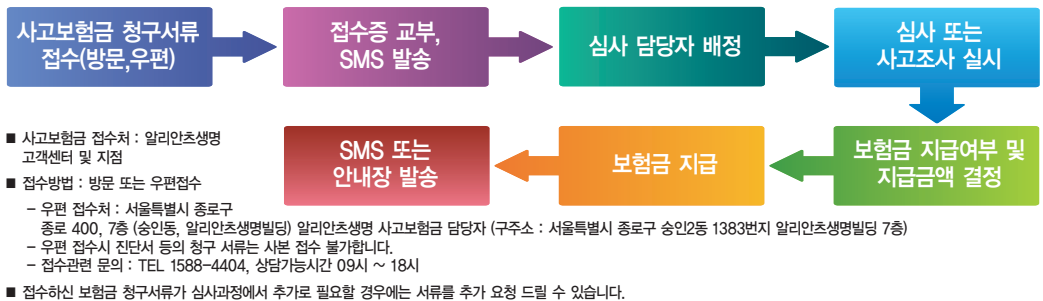 사고보험금 청구서류
접수(방문,우편)
접수증 교부,
SMS 발송
심사 담당자 배정
심사 또는
사고조사 실시
보험금 지급여부 및
지급금액 결정
보험금 지급
SMS 또는
안내장 발송
■ 사고보험금 접수처 : 알리안츠생명
고객센터 및 지점
■ 접수방법 : 방문 또는 우편접수
- 우편 접수처 : 서울특별시 종로구
종로 400, 7층 (숭인동, 알리안츠생명빌딩) 알리안츠생명 사고보험금 담당자 (구주소 : 서울특별시 종로구 숭인2동 1383번지 알리안츠생명빌딩 7층)
- 우편 접수시 진단서 등의 청구 서류는 사본 접수 불가합니다.
- 접수관련 문의 : TEL 1588-4404, 상담가능시간 09시 ~ 18시
■ 접수하신 보험금 청구서류가 심사과정에서 추가로 필요할 경우에는 서류를 추가 요청 드릴 수 있습니다.